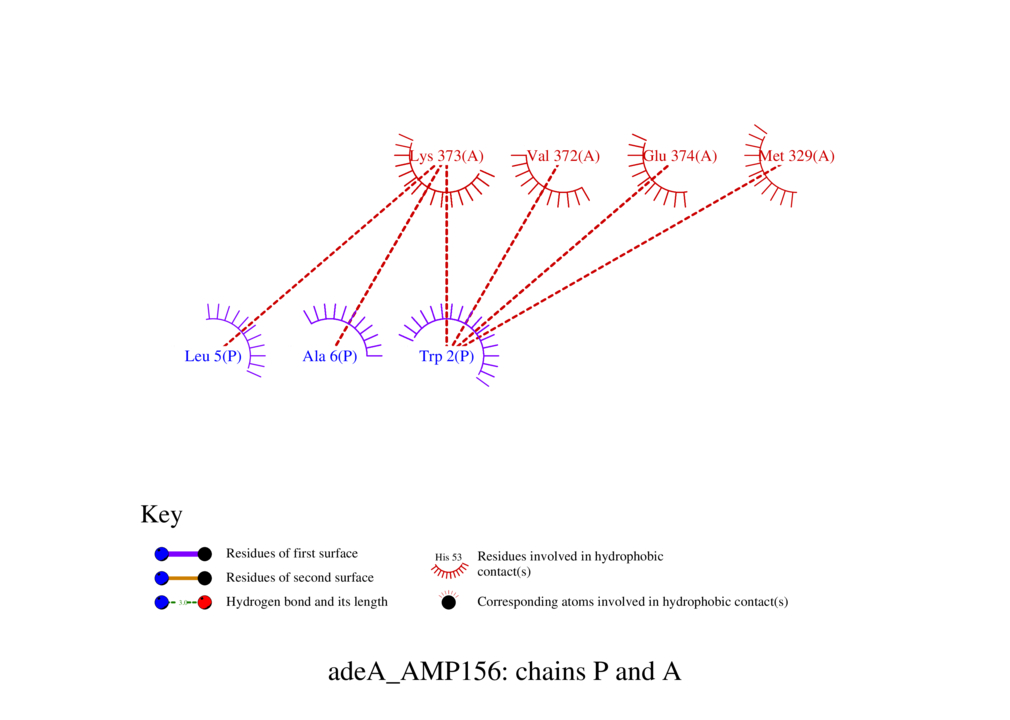 Lys 373(A) Val 372(A) Glu 374(A) Met 329(A)
Leu 5(P) Ala 6(P) Trp 2(P)
Key
Residues of first surface
Residues of second surface
3.0
Hydrogen bond and its length
His 53
Residues involved in hydrophobic
contact(s)
Corresponding atoms involved in hydrophobic contact(s)
adeA_AMP156: chains P and A